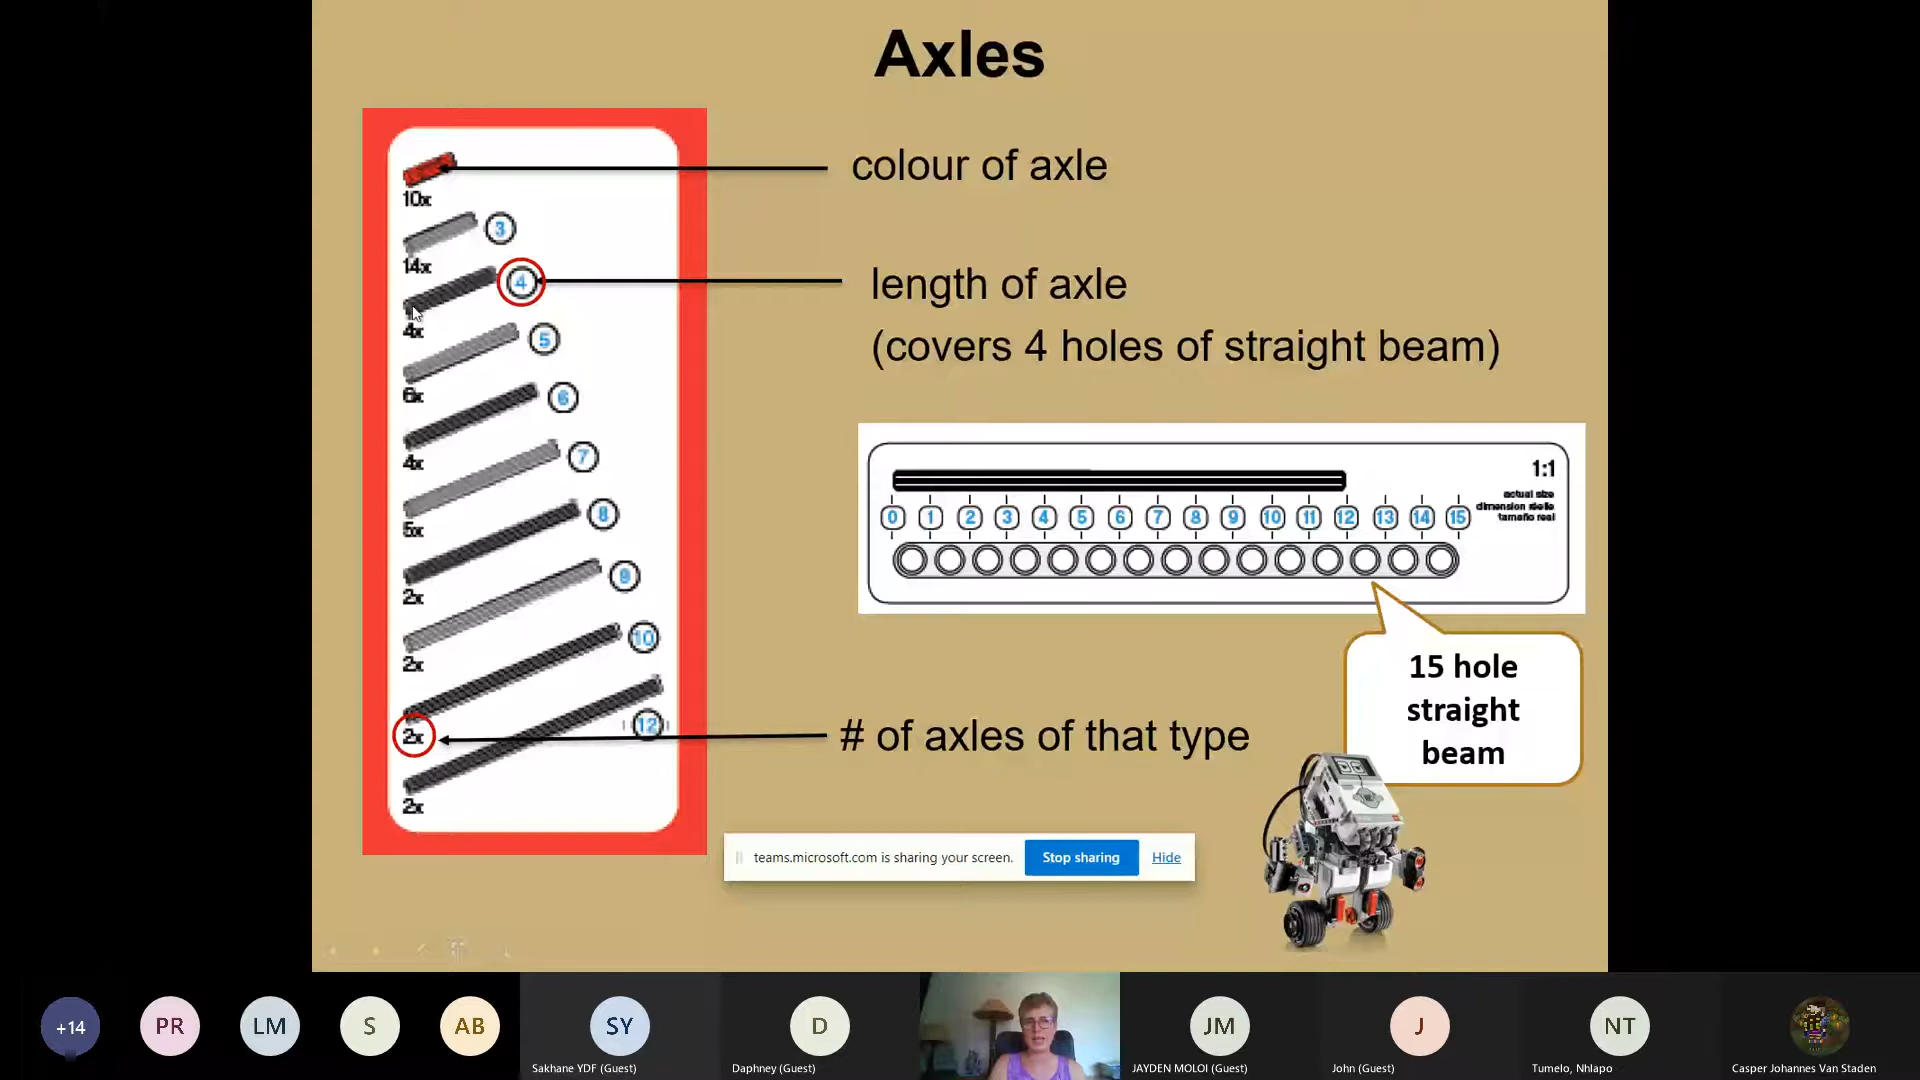 Axles
colour of axle
10x
3
14x
4
length of axle
4x
(covers 4 holes of straight beam)
5
6x
6
4x
7
5x
8
2x
9
2x
10
2x
# of axles of that type
12
2x
1:1
actual size
dimension réelle
tamaño real
0 1 2 3 4 5 6 7 8 9 10 11 12 13 14 15
15 hole
straight
beam
teams.microsoft.com is sharing your screen.
Stop sharing
Hide
+14
PR
LM
S
AB
SY
Sakhane YDF (Guest)
D
Daphney (Guest)
JM
JAYDEN MOLOI (Guest)
J
John (Guest)
NT
Tumelo, Nhlapo
Casper Johannes Van Staden